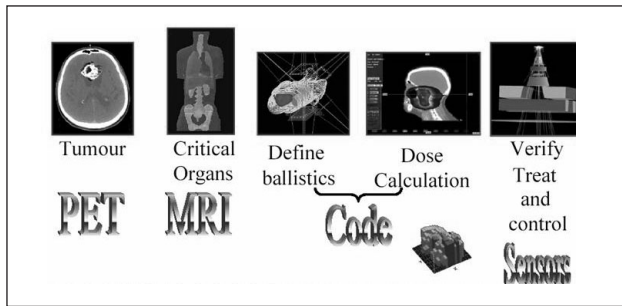 Tumour
Critical
Organs
Define
ballistics
Dose
Calculation
Verify
Treat
and
control
PET
MRI
Code
Sensors